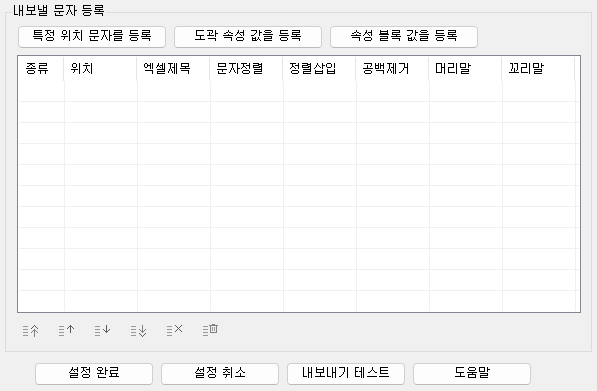 내보낼 문자 등록
특정 위치 문자를 등록 도곽 속성 값을 등록 속성 블록 값을 등록
종류 위치 엑셀제목 문자정렬 정렬삽입 공백제거 머리말 꼬리말
설정 완료 설정 취소 내보내기 테스트 도움말